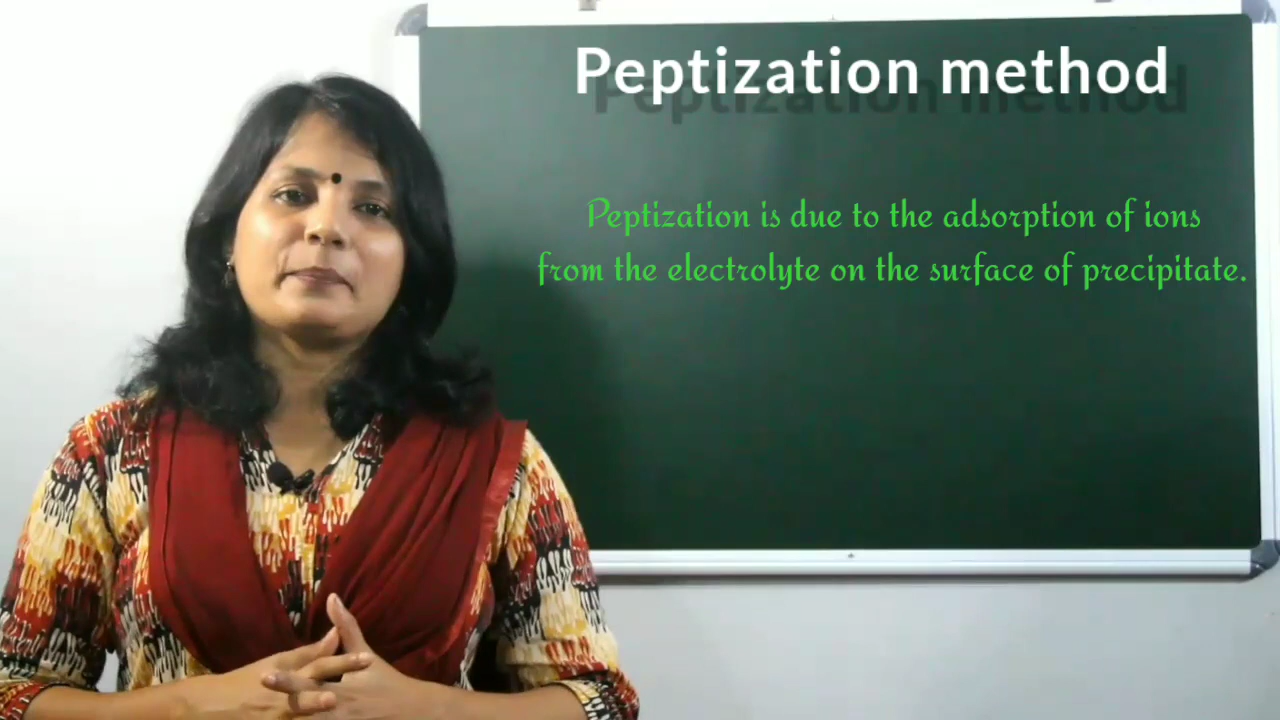 Peptization method
Peptization is due to the adsorption of ions
from the electrolyte on the surface of precipitate.